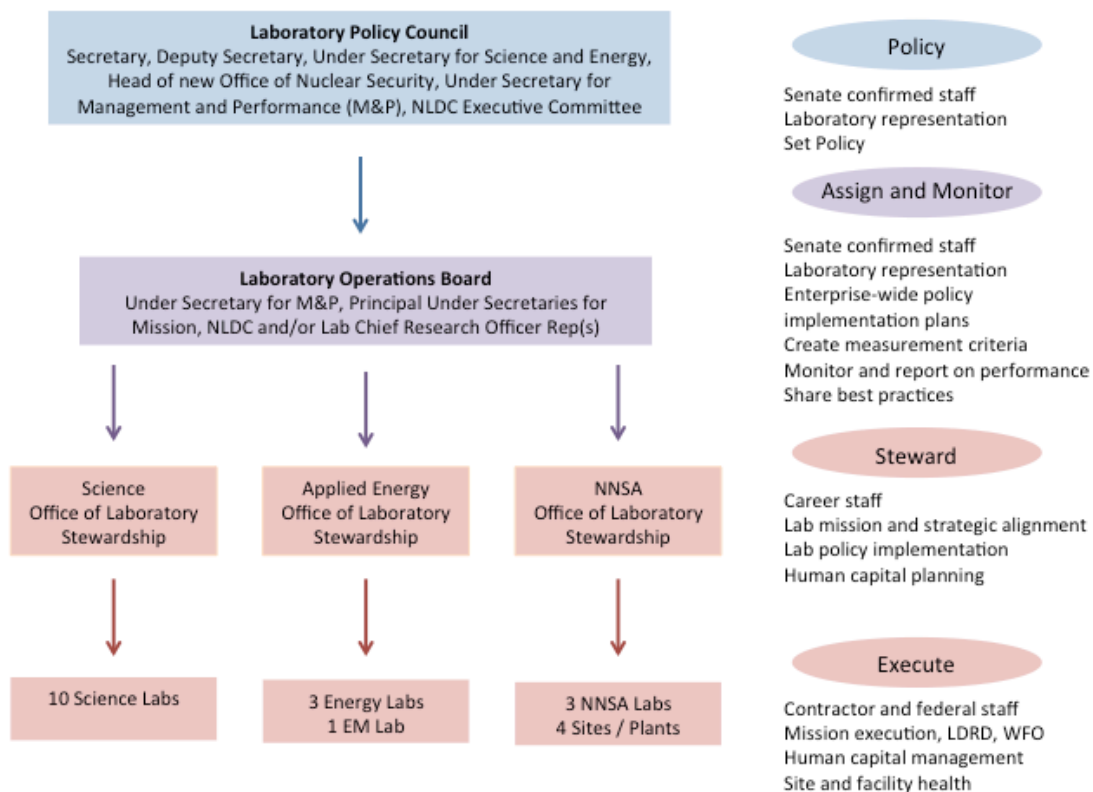 Laboratory Policy Council
Secretary, Deputy Secretary, Under Secretary for Science and Energy,
Head of new Office of Nuclear Security, Under Secretary for
Management and Performance (M&P), NLDC Executive Committee
Policy
Senate confirmed staff
Laboratory representation
Set Policy
Laboratory Operations Board
Under Secretary for M&P, Principal Under Secretaries for
Mission, NLDC and/or Lab Chief Research Officer Rep(s)
Assign and Monitor
Senate confirmed staff
Laboratory representation
Enterprise-wide policy
implementation plans
Create measurement criteria
Monitor and report on performance
Share best practices
Science
Office of Laboratory
Stewardship
Applied Energy
Office of Laboratory
Stewardship
NNSA
Office of Laboratory
Stewardship
Steward
Career staff
Lab mission and strategic alignment
Lab policy implementation
Human capital planning
10 Science Labs
3 Energy Labs
1 EM Lab
3 NNSA Labs
4 Sites / Plants
Execute
Contractor and federal staff
Mission execution, LDRD, WFO
Human capital management
Site and facility health